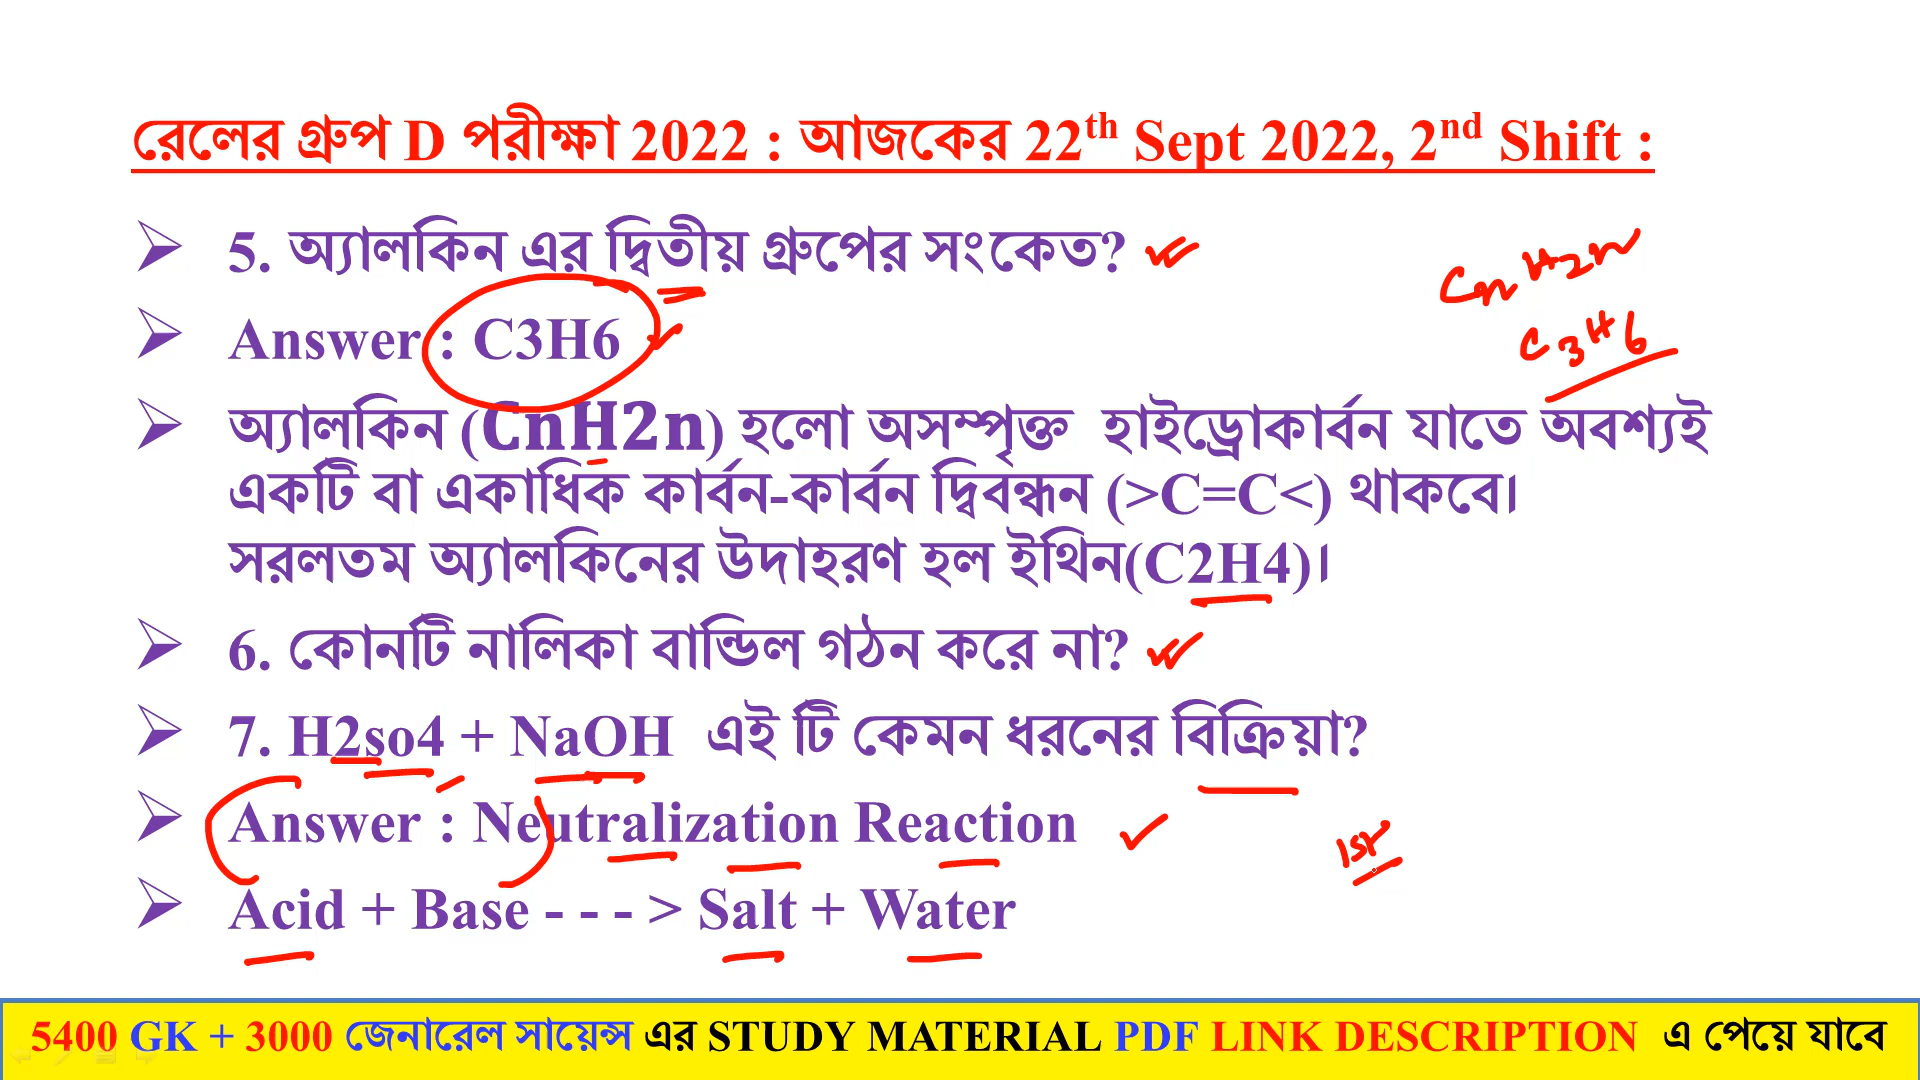 রেলের গ্রুপ D পরীক্ষা 2022 : আজকের 22th Sept 2022, 2nd Shift :
➢ 5. অ্যালকিন এর দ্বিতীয় গ্রুপের সংকেত?
CnH2n
➢ Answer : C3H6
C3H6
➢ অ্যালকিন (CnH2n) হলো অসম্পৃক্ত হাইড্রোকার্বন যাতে অবশ্যই
একটি বা একাধিক কার্বন-কার্বন দ্বিবন্ধন (>C=C<) থাকবে।
সরলতম অ্যালকিনের উদাহরণ হল ইথিন(C2H4)।
➢ 6. কোনটি নালিকা বান্ডিল গঠন করে না?
➢ 7. H2so4 + NaOH এই টি কেমন ধরনের বিক্রিয়া?
➢ Answer : Neutralization Reaction
1st
➢ Acid + Base - - - > Salt + Water
5400 GK + 3000 জেনারেল সায়েন্স এর STUDY MATERIAL PDF LINK DESCRIPTION এ পেয়ে যাবে